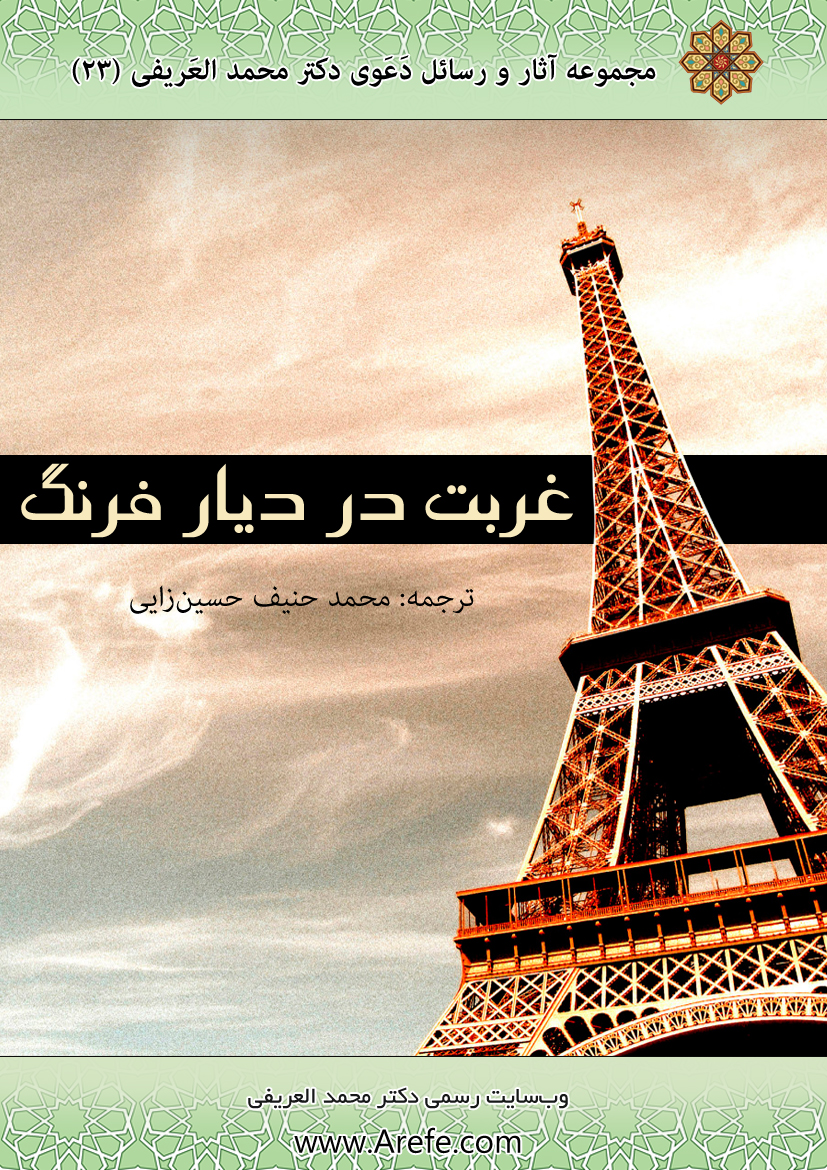 مجموعه آثار و رسائل دَعَوی دکتر محمد العَریفی (۲۳)
غربت در دیار فرنگ
ترجمه: محمد حنیف حسین‌زایی
وب‌سایت رسمی دکتر محمد العریفی
www.Arefe.com